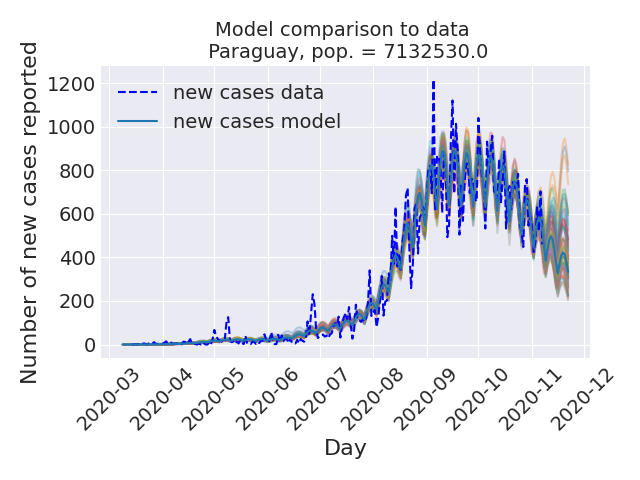 Model comparison to data
Paraguay, pop. = 7132530.0
Number of new cases reported
1200
1000
800
600
400
200
0
new cases data
new cases model
2020-03
2020-04
2020-05
2020-06
2020-07
2020-08
2020-09
2020-10
2020-11
2020-12
Day